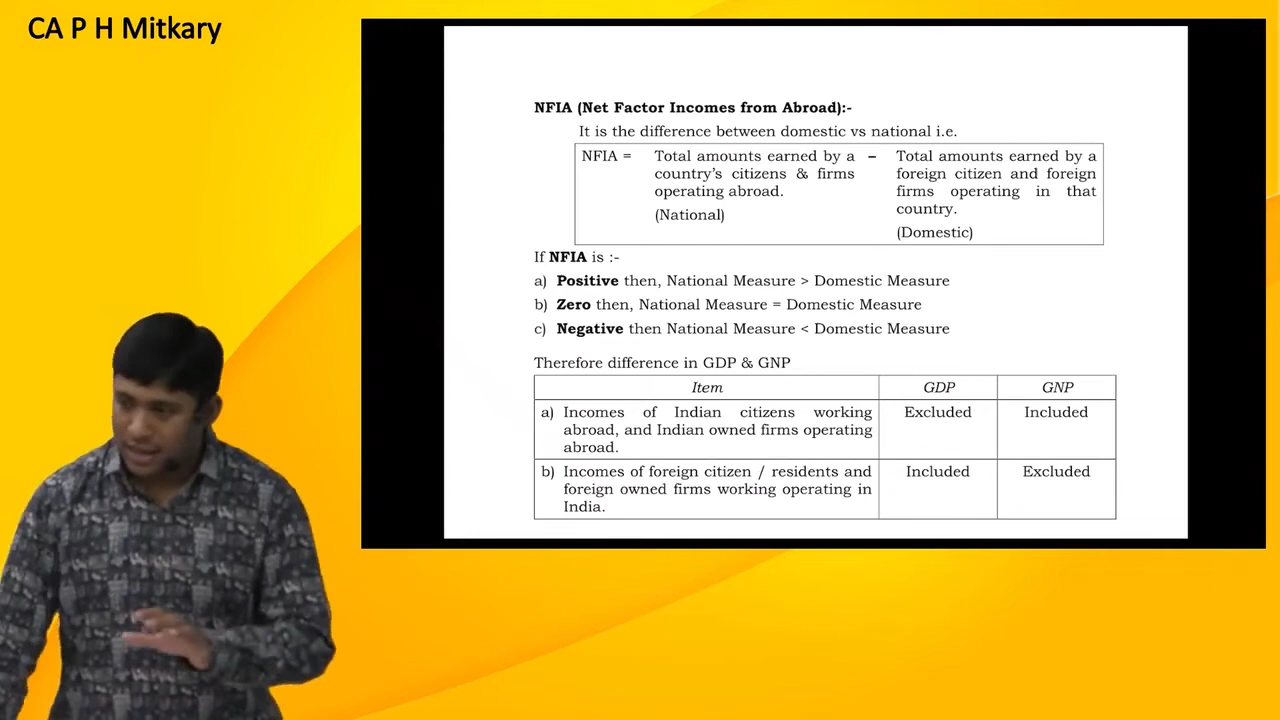 CA P H Mitkary
NFIA (Net Factor Incomes from Abroad):-
It is the difference between domestic vs national i.e.
NFIA = Total amounts earned by a – Total amounts earned by a
country's citizens & firms foreign citizen and foreign
operating abroad. firms operating in that
(National) country.
(Domestic)
If NFIA is :-
a) Positive then, National Measure > Domestic Measure
b) Zero then, National Measure = Domestic Measure
c) Negative then National Measure < Domestic Measure
Therefore difference in GDP & GNP
Item GDP GNP
a) Incomes of Indian citizens working Excluded Included
abroad, and Indian owned firms operating
abroad.
b) Incomes of foreign citizen / residents and Included Excluded
foreign owned firms working operating in
India.